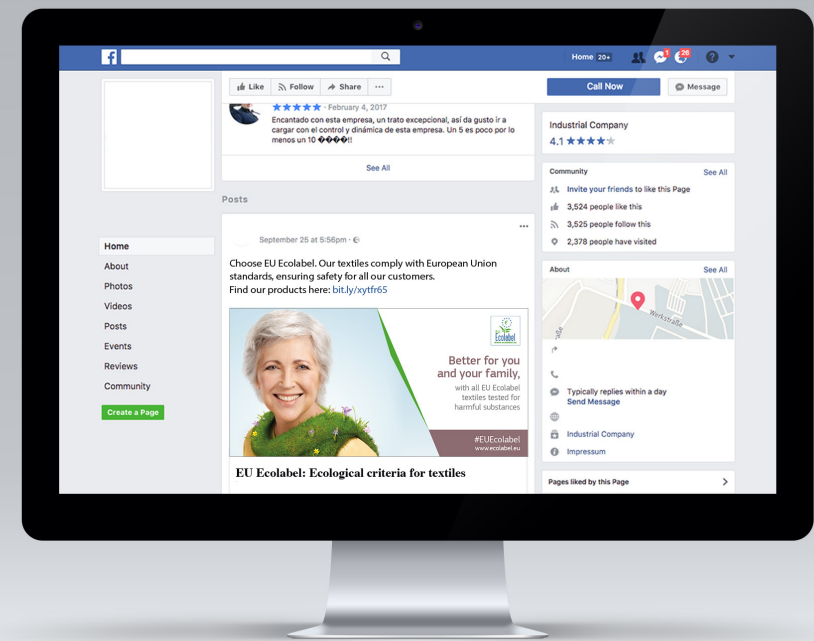 f
Home 20+
1
26
?
Like
Follow
Share
...
Call Now
Message
★★★★★ · February 4, 2017
Encantado con esta empresa, un trato excepcional, así da gusto ir a
cargar con el control y dinámica de esta empresa. Un 5 es poco por lo
menos un 10 ����!!
See All
Posts
...
September 25 at 5:56pm ·
Choose EU Ecolabel. Our textiles comply with European Union
standards, ensuring safety for all our customers.
Find our products here: bit.ly/xytfr65
Ecolabel
Better for you
and your family,
with all EU Ecolabel
textiles tested for
harmful substances
#EUEcolabel
www.ecolabel.eu
EU Ecolabel: Ecological criteria for textiles
Home
About
Photos
Videos
Posts
Events
Reviews
Community
Create a Page
Industrial Company
4.1 ★★★★★
Community
See All
Invite your friends to like this Page
3,524 people like this
3,525 people follow this
2,378 people have visited
About
See All
Werkstraße
Typically replies within a day
Send Message
Industrial Company
Impressum
Pages liked by this Page